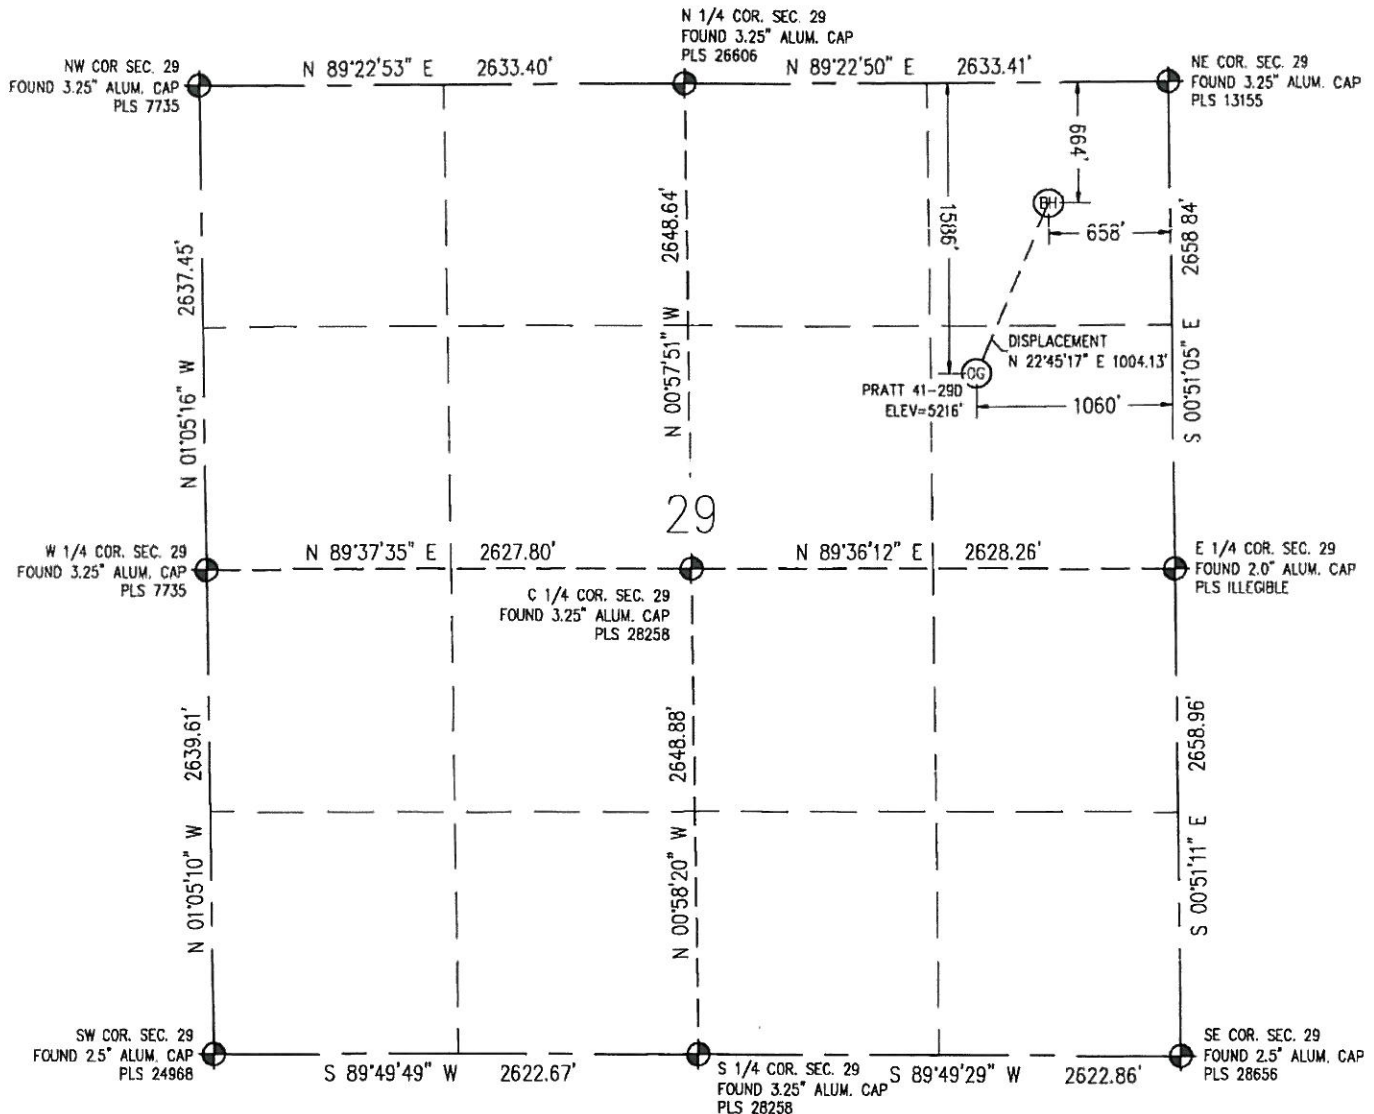 N 1/4 COR. SEC. 29
FOUND 3.25" ALUM. CAP
PLS 26606
NW COR SEC. 29
FOUND 3.25" ALUM. CAP
PLS 7735
N 89°22'53" E 2633.40'
N 89°22'50" E 2633.41'
NE COR. SEC. 29
FOUND 3.25" ALUM. CAP
PLS 13155
664'
BH
658'
1586'
2637.45'
N 01°05'16" W
2648.64'
N 00°57'51" W
2658 84'
S 00°51'05" E
DISPLACEMENT
N 22°45'17" E 1004.13'
OG
PRATT 41-29D
ELEV=5216'
1060'
29
W 1/4 COR. SEC. 29
FOUND 3.25" ALUM. CAP
PLS 7735
N 89°37'35" E 2627.80'
N 89°36'12" E 2628.26'
E 1/4 COR. SEC. 29
FOUND 2.0" ALUM. CAP
PLS ILLEGIBLE
C 1/4 COR. SEC. 29
FOUND 3.25" ALUM. CAP
PLS 28258
2639.61'
N 01°05'10" W
2648.88'
N 00°58'20" W
2658.96'
S 00°51'11" E
SW COR. SEC. 29
FOUND 2.5" ALUM. CAP
PLS 24968
S 89°49'49" W 2622.67'
S 1/4 COR. SEC. 29
FOUND 3.25" ALUM. CAP
PLS 28258
S 89°49'29" W 2622.86'
SE COR. SEC. 29
FOUND 2.5" ALUM. CAP
PLS 28656